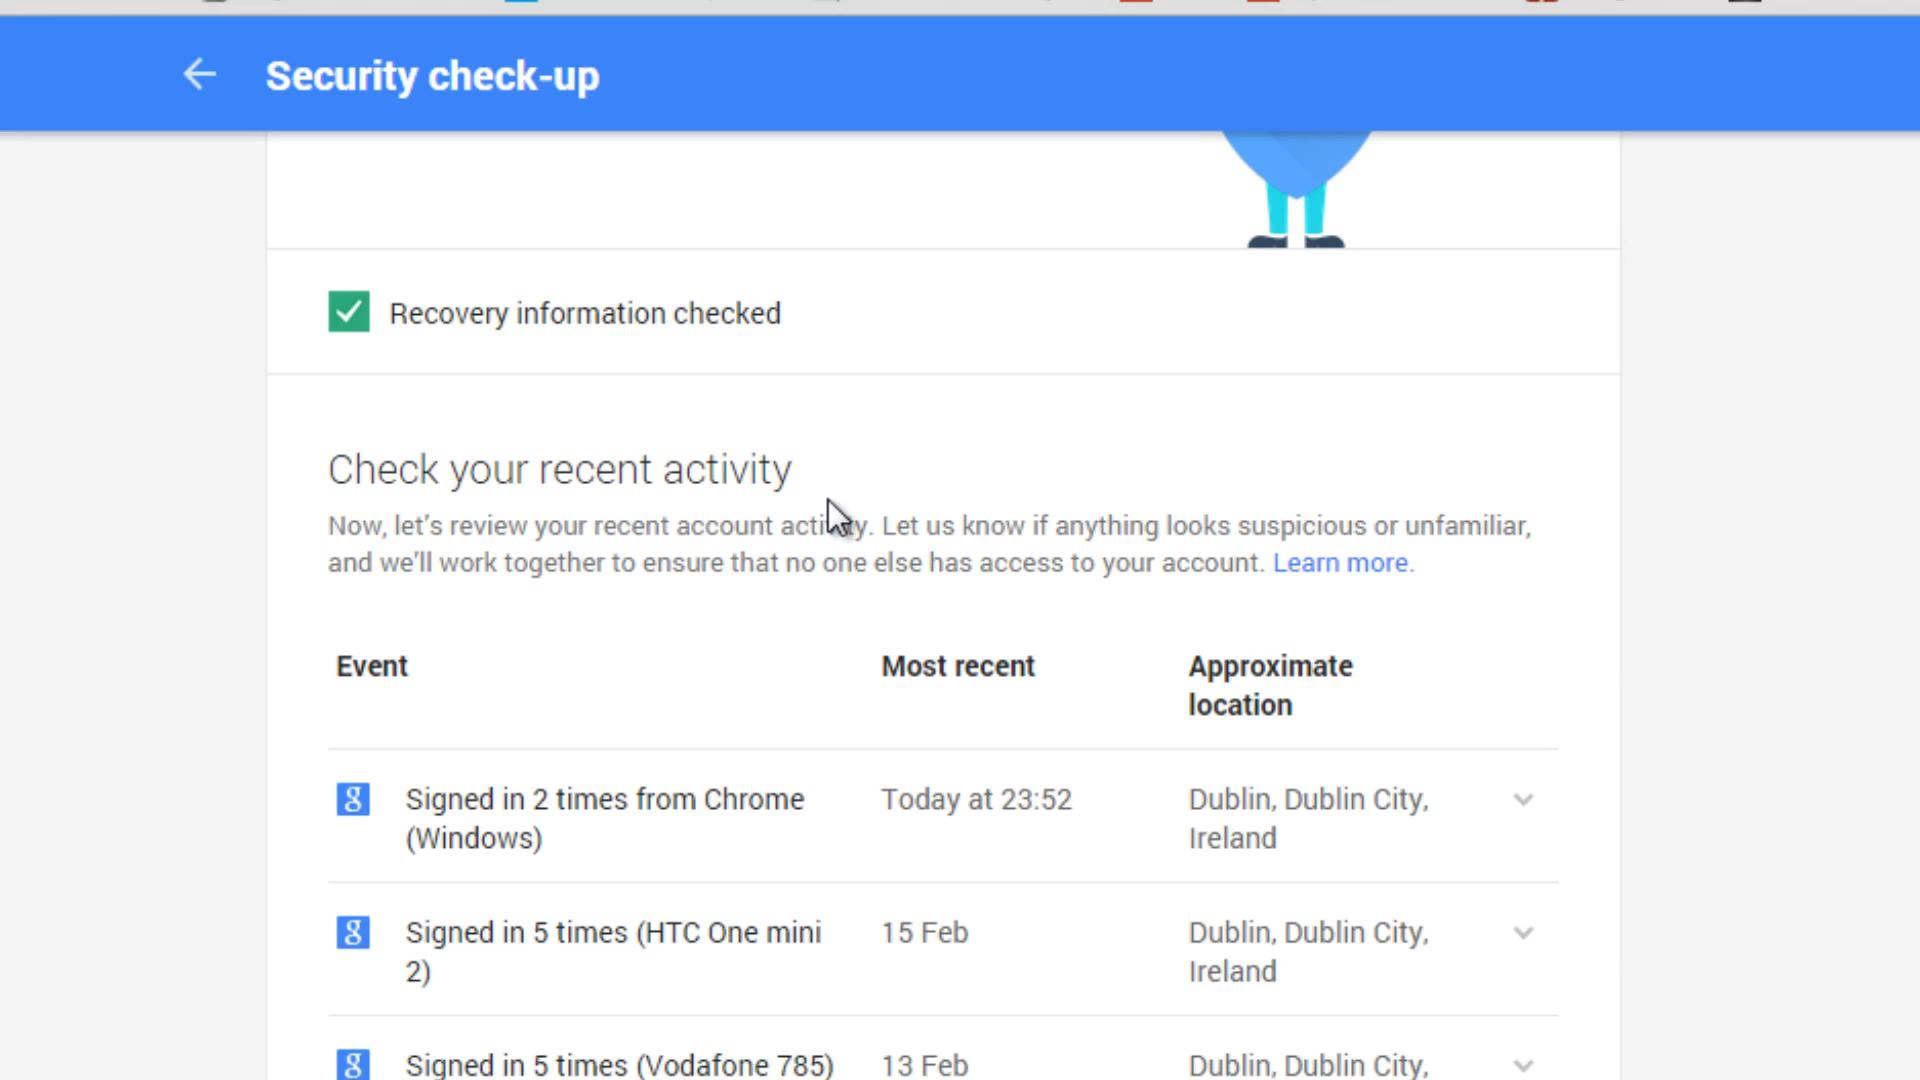 Security check-up
Recovery information checked
Check your recent activity
Now, let's review your recent account activity. Let us know if anything looks suspicious or unfamiliar,
and we'll work together to ensure that no one else has access to your account. Learn more.
Event Most recent Approximate
location
g Signed in 2 times from Chrome Today at 23:52 Dublin, Dublin City,
(Windows) Ireland
g Signed in 5 times (HTC One mini 15 Feb Dublin, Dublin City,
2) Ireland
g Signed in 5 times (Vodafone 785) 13 Feb Dublin, Dublin City,